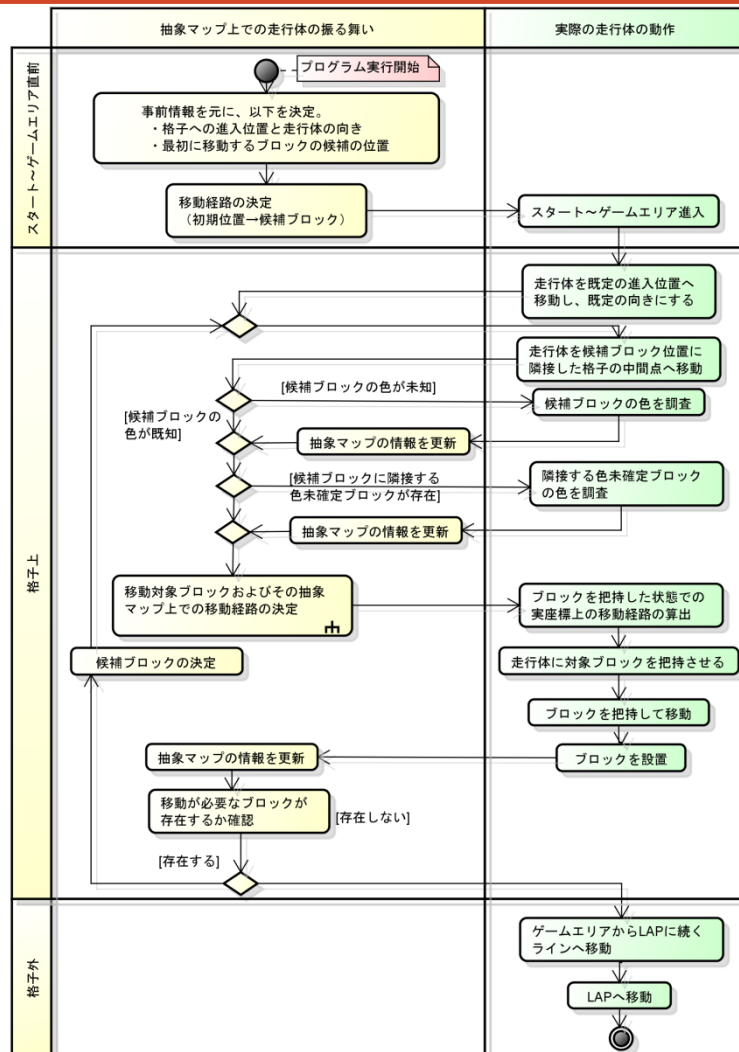 抽象マップ上での走行体の振る舞い
実際の走行体の動作
スタート～ゲームエリア直前
プログラム実行開始
事前情報を元に、以下を決定。
・格子への進入位置と走行体の向き
・最初に移動するブロックの候補の位置
移動経路の決定
（初期位置→候補ブロック）
スタート～ゲームエリア進入
格子上
走行体を既定の進入位置へ
移動し、既定の向きにする
走行体を候補ブロック位置に
隣接した格子の中間点へ移動
[候補ブロックの色が未知]
候補ブロックの色を調査
[候補ブロックの
色が既知]
抽象マップの情報を更新
[候補ブロックに隣接する
色未確定ブロックが存在]
隣接する色未確定ブロック
の色を調査
抽象マップの情報を更新
移動対象ブロックおよびその抽象
マップ上での移動経路の決定
ブロックを把持した状態での
実座標上の移動経路の算出
候補ブロックの決定
走行体に対象ブロックを把持させる
ブロックを把持して移動
抽象マップの情報を更新
ブロックを設置
移動が必要なブロックが
存在するか確認
[存在しない]
[存在する]
格子外
ゲームエリアからLAPに続く
ラインへ移動
LAPへ移動